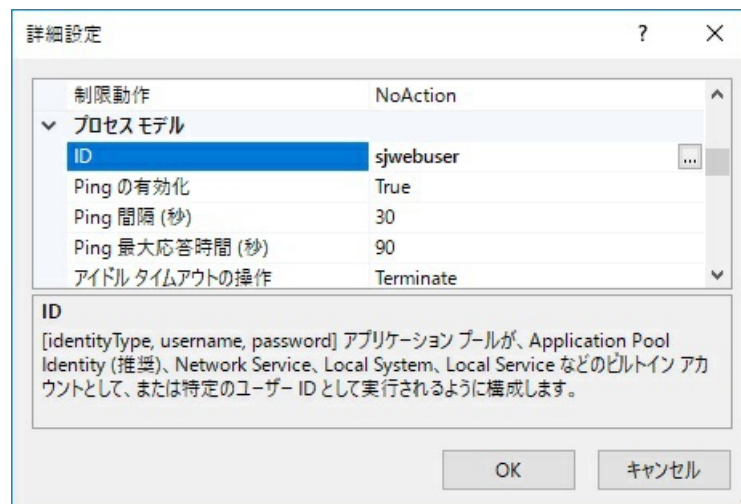 詳細設定 ?
制限動作 NoAction
プロセス モデル
ID sjwebuser ...
Ping の有効化 True
Ping 間隔 (秒) 30
Ping 最大応答時間 (秒) 90
アイドル タイムアウトの操作 Terminate
ID
[identityType, username, password] アプリケーション プールが、Application Pool
Identity (推奨)、Network Service、Local System、Local Service などのビルトイン アカ
ウントとして、または特定のユーザー ID として実行されるように構成します。
OK キャンセル